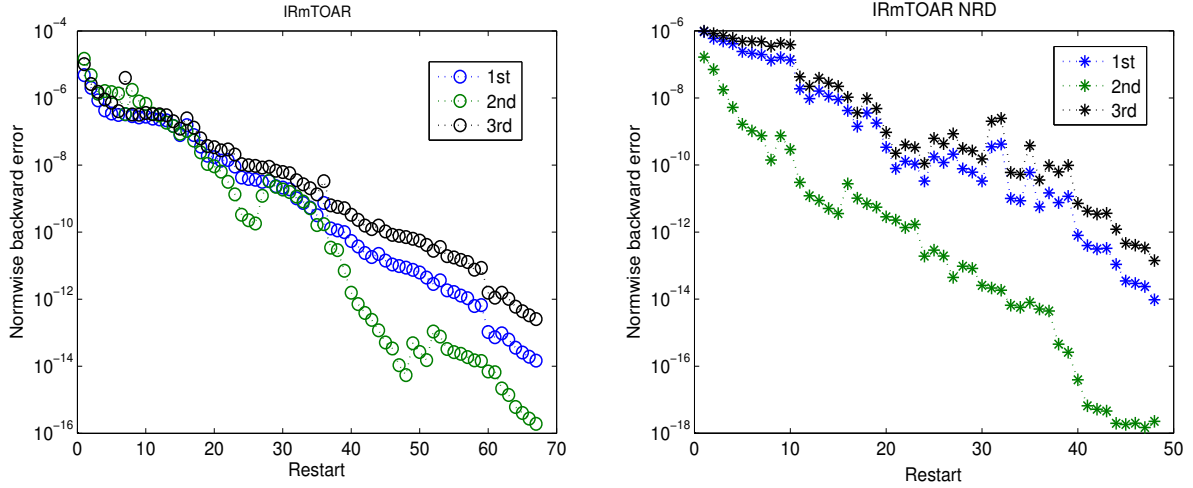 IRmTOAR
Normwise backward error
10⁻⁴
10⁻⁶
10⁻⁸
10⁻¹⁰
10⁻¹²
10⁻¹⁴
10⁻¹⁶
0 10 20 30 40 50 60 70
Restart
1st
2nd
3rd
IRmTOAR NRD
Normwise backward error
10⁻⁶
10⁻⁸
10⁻¹⁰
10⁻¹²
10⁻¹⁴
10⁻¹⁶
10⁻¹⁸
0 10 20 30 40 50
Restart
1st
2nd
3rd